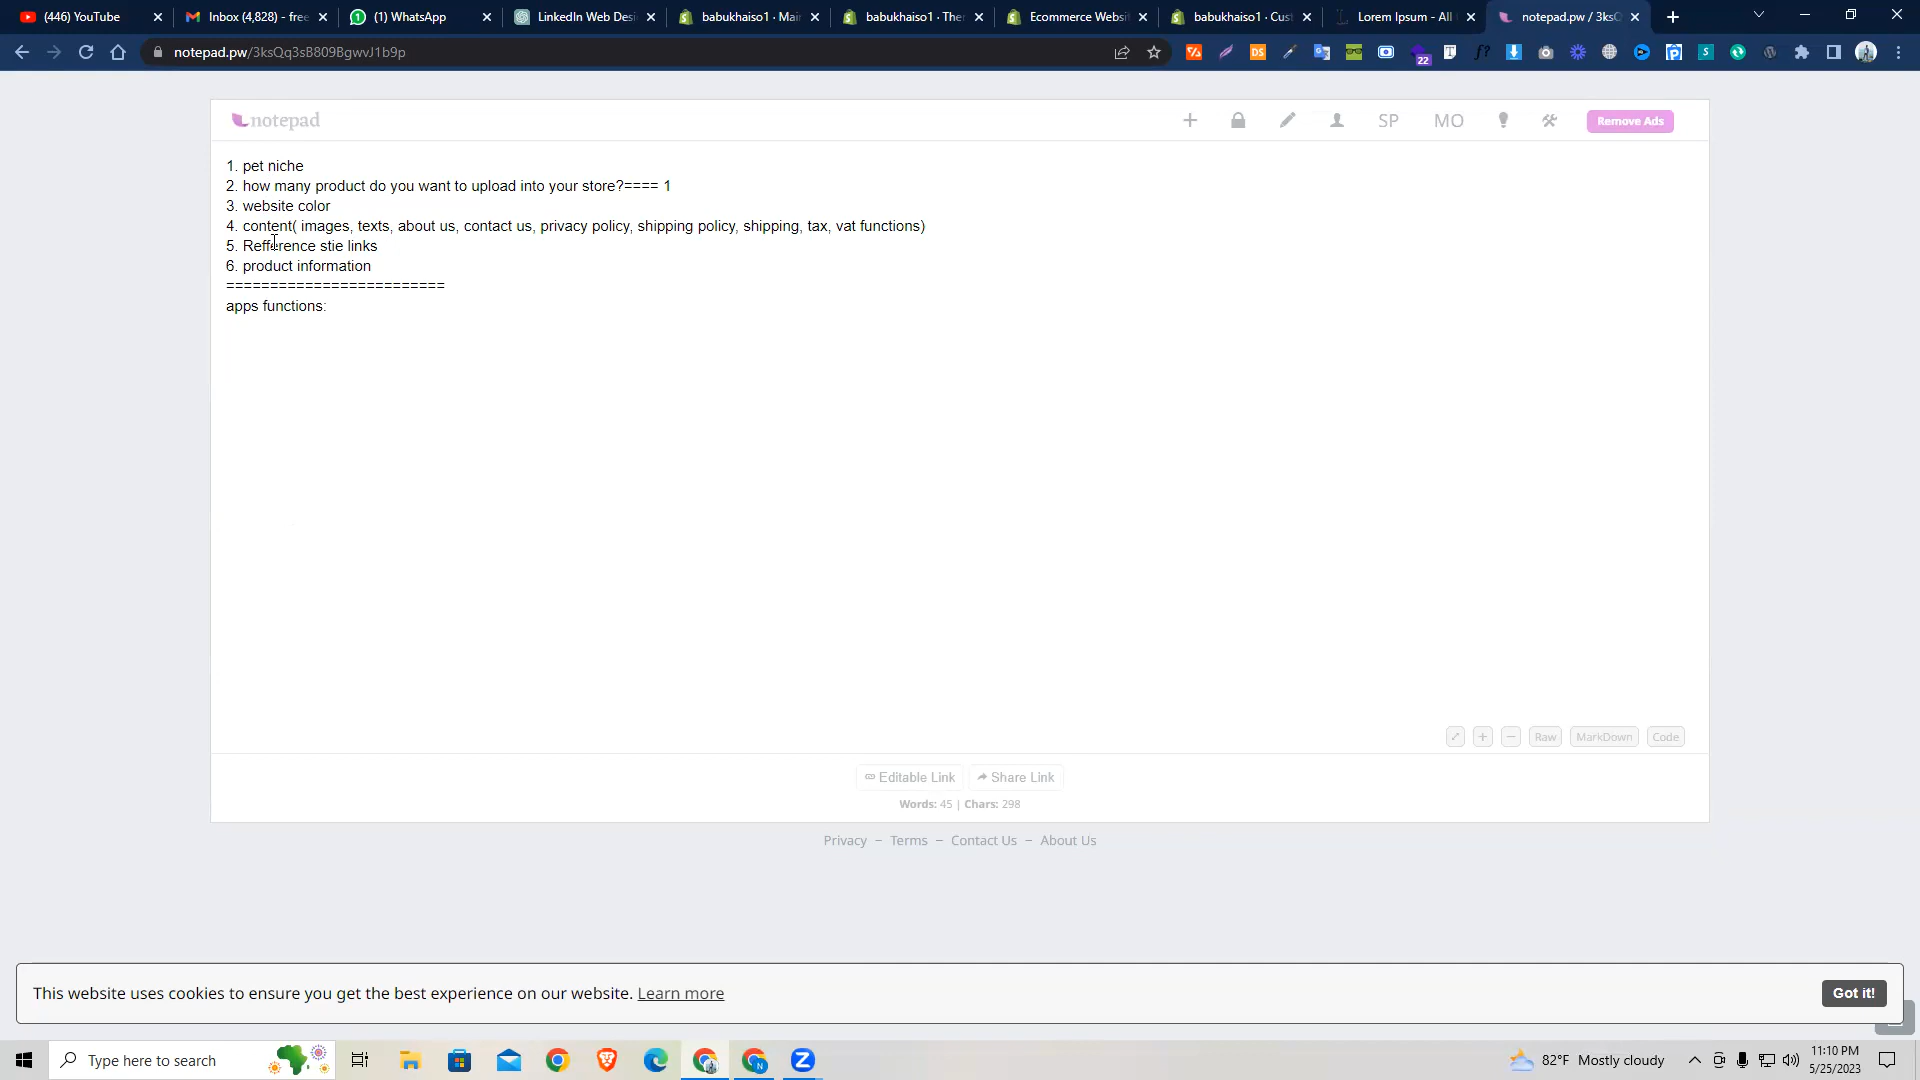 (446) YouTube
Inbox (4,828) - free
(1) WhatsApp
LinkedIn Web Desi
babukhaiso1 · Mai
babukhaiso1 · The
Ecommerce Websi
babukhaiso1 · Cus
Lorem Ipsum - All
notepad.pw / 3ksQ
notepad.pw/3ksQq3sB809BgwvJ1b9p
22
notepad
SP
MO
Remove Ads
1. pet niche
2. how many product do you want to upload into your store?==== 1
3. website color
4. content( images, texts, about us, contact us, privacy policy, shipping policy, shipping, tax, vat functions)
5. Refference stie links
6. product information
=========================
apps functions:
Raw
MarkDown
Code
Editable Link
Share Link
Words: 45 | Chars: 298
Privacy – Terms – Contact Us – About Us
This website uses cookies to ensure you get the best experience on our website. Learn more
Got it!
Type here to search
82°F Mostly cloudy
11:10 PM
5/25/2023